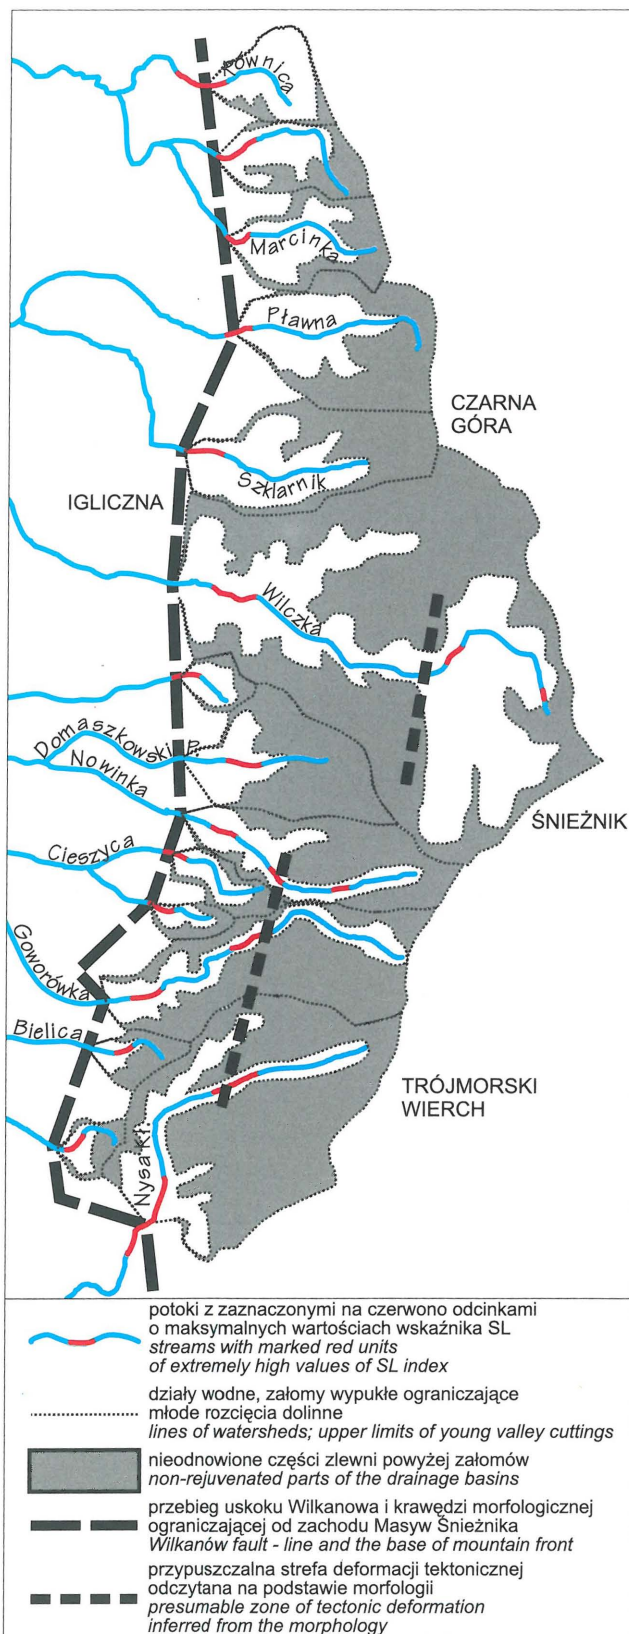 Równica
Marcinka
Pławna
CZARNA
GÓRA
Szklarnik
IGLICZNA
Wilczka
Domaszkowski P.
Nowinka
ŚNIEŻNIK
Cieszyca
Goworówka
Bielica
TRÓJMORSKI
WIERCH
Nysa Kł.
potoki z zaznaczonymi na czerwono odcinkami
o maksymalnych wartościach wskaźnika SL
streams with marked red units
of extremely high values of SL index
działy wodne, załomy wypukłe ograniczające
młode rozcięcia dolinne
lines of watersheds; upper limits of young valley cuttings
nieodnowione części zlewni powyżej załomów
non-rejuvenated parts of the drainage basins
przebieg uskoku Wilkanowa i krawędzi morfologicznej
ograniczającej od zachodu Masyw Śnieżnika
Wilkanów fault - line and the base of mountain front
przypuszczalna strefa deformacji tektonicznej
odczytana na podstawie morfologii
presumable zone of tectonic deformation
inferred from the morphology